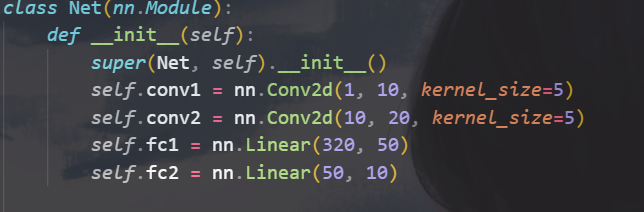 class Net(nn.Module):
    def __init__(self):
        super(Net, self).__init__()
        self.conv1 = nn.Conv2d(1, 10, kernel_size=5)
        self.conv2 = nn.Conv2d(10, 20, kernel_size=5)
        self.fc1 = nn.Linear(320, 50)
        self.fc2 = nn.Linear(50, 10)